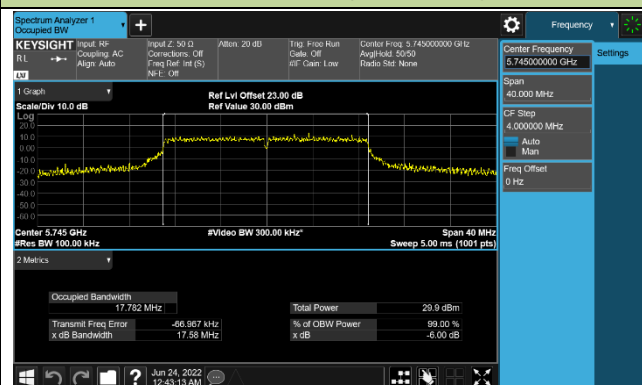 Spectrum Analyzer 1
Occupied BW
Frequency
KEYSIGHT
R L
LXI
Input: RF
Coupling: AC
Align: Auto
Input Z: 50 Ω
Corrections: Off
Freq Ref: Int (S)
NFE: Off
Atten: 20 dB
Trig: Free Run
Gate: Off
#IF Gain: Low
Center Freq: 5.745000000 GHz
Avg|Hold: 50/50
Radio Std: None
Center Frequency
5.745000000 GHz
Settings
Span
40.000 MHz
CF Step
4.000000 MHz
Auto
Man
Freq Offset
0 Hz
1 Graph
Scale/Div 10.0 dB
Ref Lvl Offset 23.00 dB
Ref Value 30.00 dBm
Log
20.0
10.0
0.00
-10.0
-20.0
-30.0
-40.0
-50.0
-60.0
Center 5.745 GHz
#Res BW 100.00 kHz
#Video BW 300.00 kHz*
Span 40 MHz
Sweep 5.00 ms (1001 pts)
2 Metrics
Occupied Bandwidth
17.782 MHz
Total Power 29.9 dBm
Transmit Freq Error -66.967 kHz
% of OBW Power 99.00 %
x dB Bandwidth 17.58 MHz
x dB -6.00 dB
Jun 24, 2022
12:43:13 AM